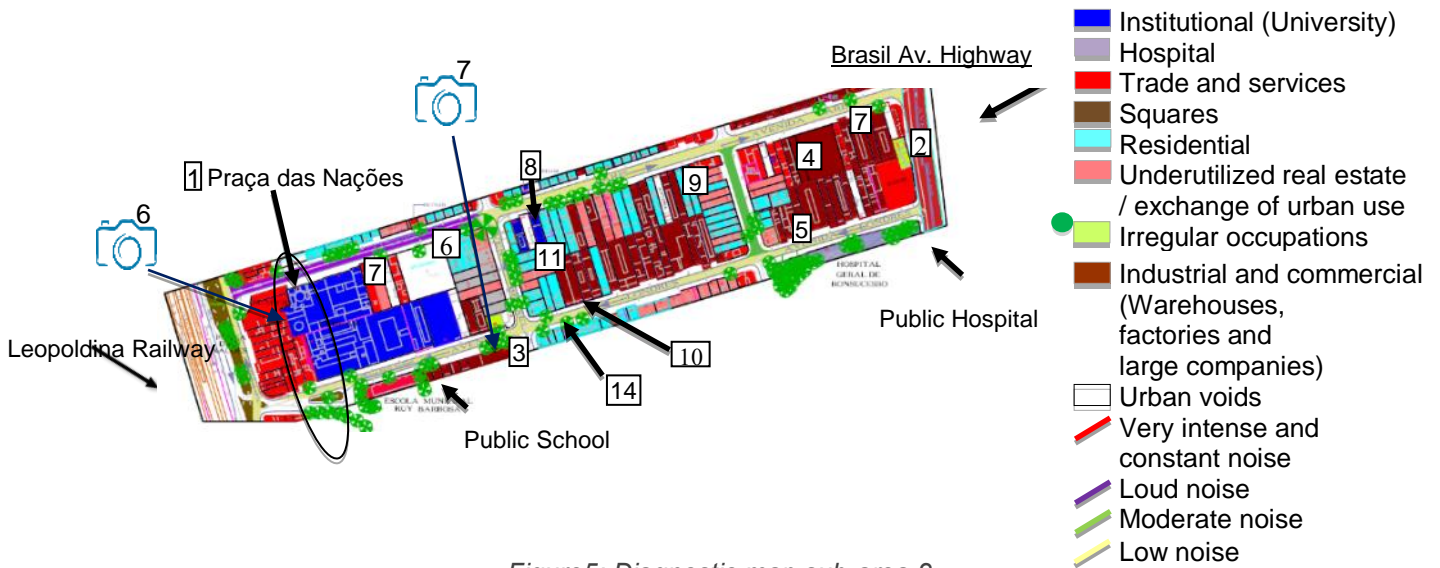 7
Brasil Av. Highway
7
2
4
8
1 Praça das Nações
9
6
6
5
11
7
HOSPITAL
GERAL DE
BONSUCESSO
Public Hospital
Leopoldina Railway
3
10
14
ESCOLA MUNICIPAL
RUY BARBOSA
Public School
AVENIDA
Institutional (University)
Hospital
Trade and services
Squares
Residential
Underutilized real estate
/ exchange of urban use
Irregular occupations
Industrial and commercial
(Warehouses,
factories and
large companies)
Urban voids
Very intense and
constant noise
Loud noise
Moderate noise
Low noise